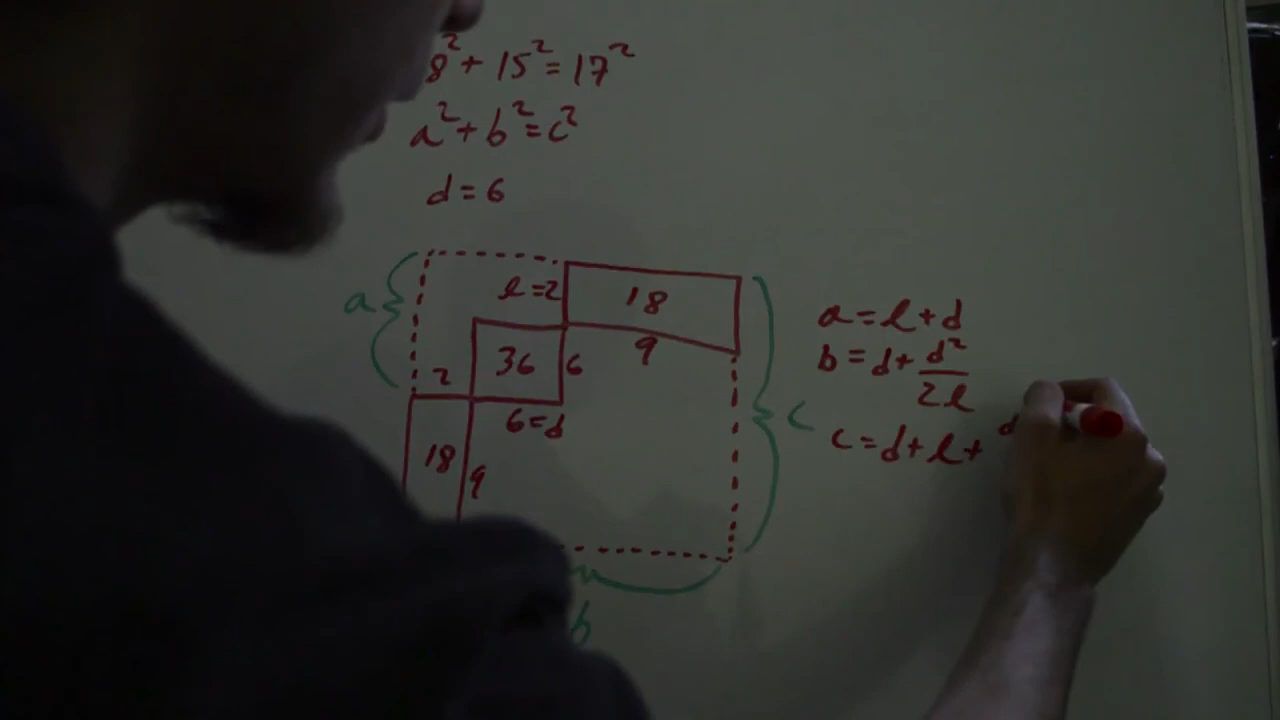 8² + 15² = 17²
a² + b² = c²
d = 6
a
l = 2
18
9
c
2
36
6
6 = d
18
9
b
a = l + d
b = d + d²/2l
c = d + l + d